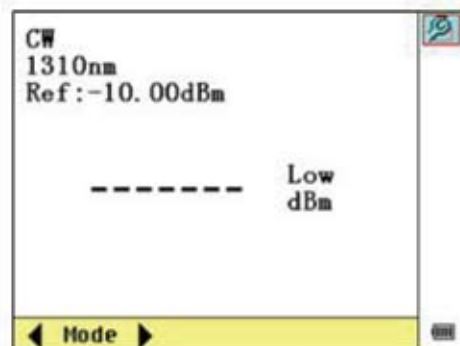 CW
1310nm
Ref:-10.00dBm
------- Low
dBm
Mode